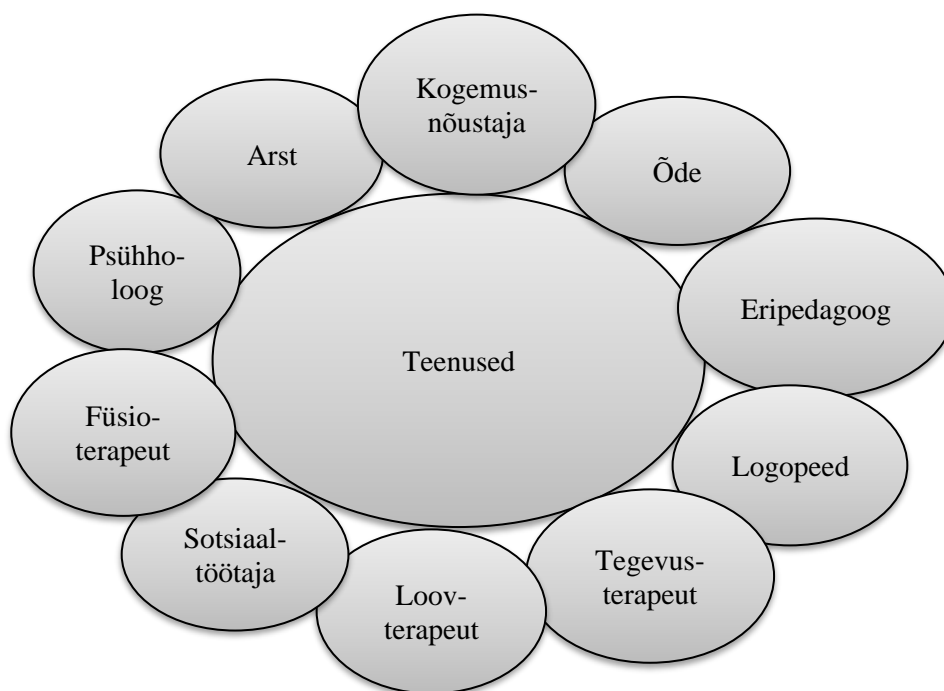 Kogemus-
nõustaja
Arst
Õde
Psühho-
loog
Eripedagoog
Teenused
Füsio-
terapeut
Logopeed
Sotsiaal-
töötaja
Tegevus-
terapeut
Loov-
terapeut